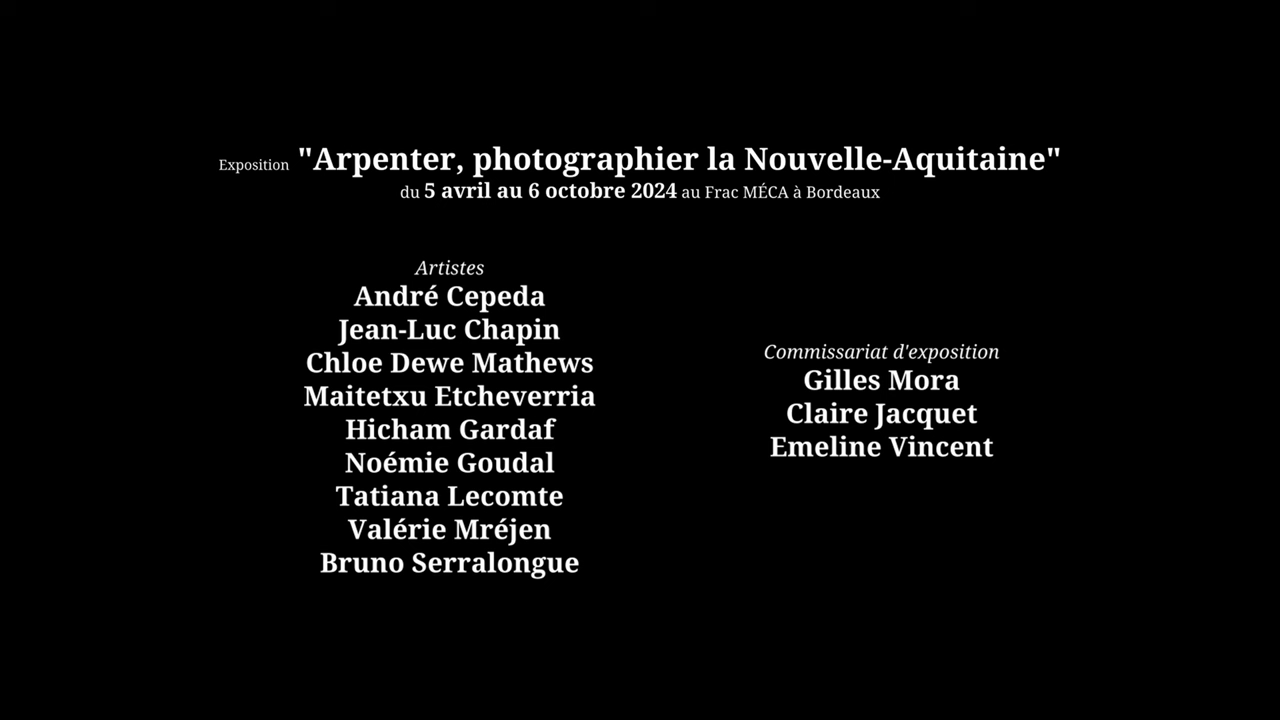 Exposition "Arpenter, photographier la Nouvelle-Aquitaine"
du 5 avril au 6 octobre 2024 au Frac MÉCA à Bordeaux
Artistes
André Cepeda
Jean-Luc Chapin
Chloe Dewe Mathews
Maitetxu Etcheverria
Hicham Gardaf
Noémie Goudal
Tatiana Lecomte
Valérie Mréjen
Bruno Serralongue
Commissariat d'exposition
Gilles Mora
Claire Jacquet
Emeline Vincent